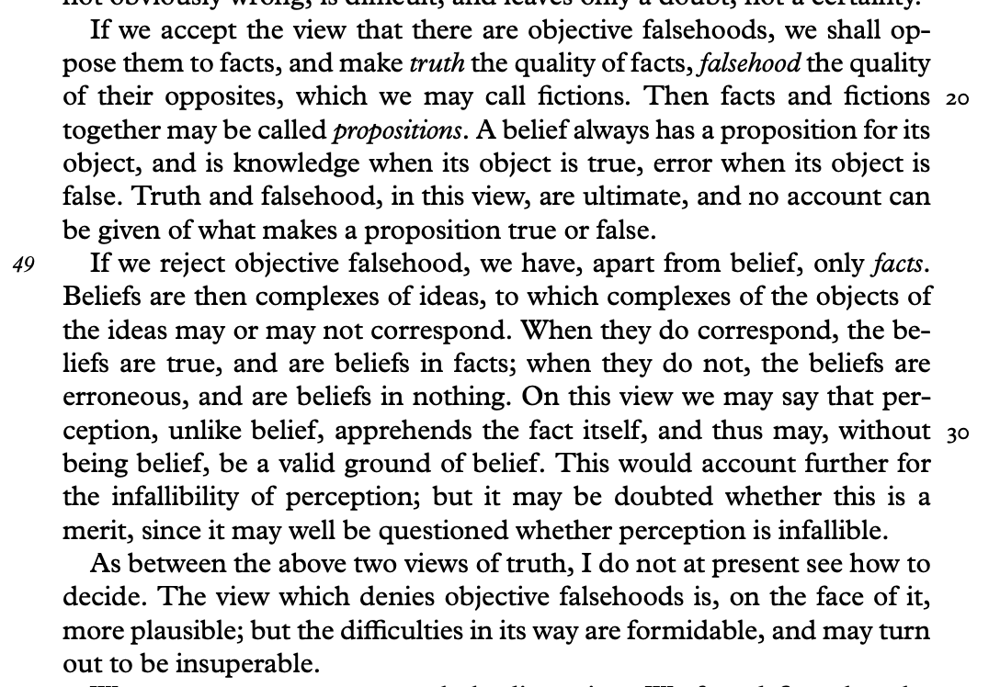 not obviously wrong, is difficult, and leaves only a doubt, not a certainty.
If we accept the view that there are objective falsehoods, we shall op-
pose them to facts, and make truth the quality of facts, falsehood the quality
of their opposites, which we may call fictions. Then facts and fictions 20
together may be called propositions. A belief always has a proposition for its
object, and is knowledge when its object is true, error when its object is
false. Truth and falsehood, in this view, are ultimate, and no account can
be given of what makes a proposition true or false.
49 If we reject objective falsehood, we have, apart from belief, only facts.
Beliefs are then complexes of ideas, to which complexes of the objects of
the ideas may or may not correspond. When they do correspond, the be-
liefs are true, and are beliefs in facts; when they do not, the beliefs are
erroneous, and are beliefs in nothing. On this view we may say that per-
ception, unlike belief, apprehends the fact itself, and thus may, without 30
being belief, be a valid ground of belief. This would account further for
the infallibility of perception; but it may be doubted whether this is a
merit, since it may well be questioned whether perception is infallible.
As between the above two views of truth, I do not at present see how to
decide. The view which denies objective falsehoods is, on the face of it,
more plausible; but the difficulties in its way are formidable, and may turn
out to be insuperable.